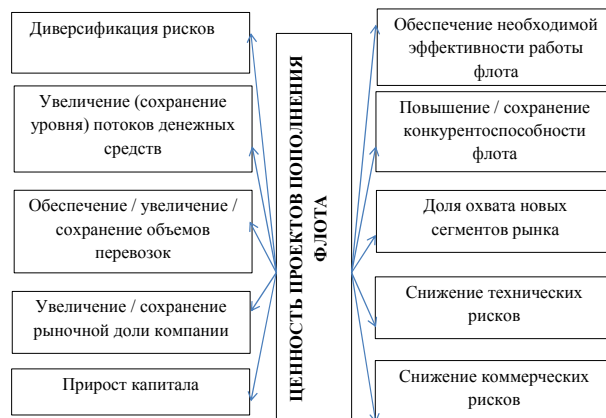 Диверсификация рисков
Увеличение (сохранение
уровня) потоков денежных
средств
Обеспечение / увеличение /
сохранение объемов
перевозок
Увеличение / сохранение
рыночной доли компании
Прирост капитала
ЦЕННОСТЬ ПРОЕКТОВ ПОПОЛНЕНИЯ
ФЛОТА
Обеспечение необходимой
эффективности работы
флота
Повышение / сохранение
конкурентоспособности
флота
Доля охвата новых
сегментов рынка
Снижение технических
рисков
Снижение коммерческих
рисков